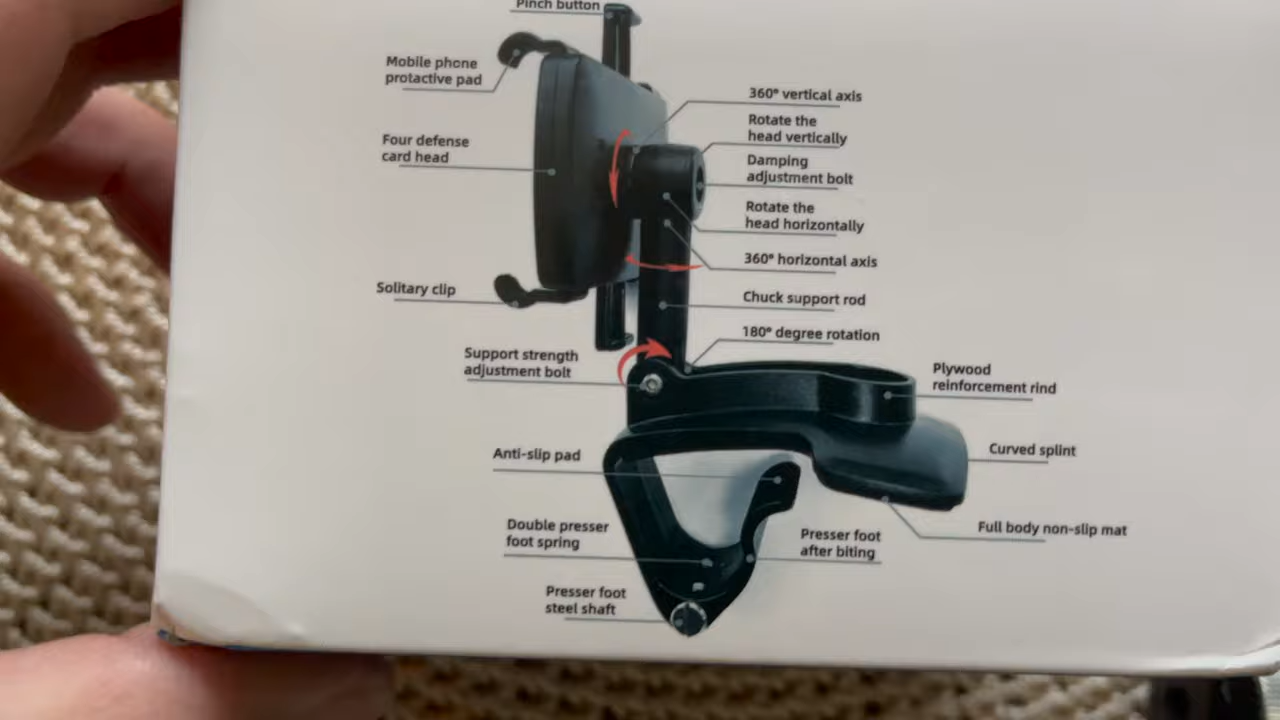 Pinch button
Mobile phone
protactive pad
360° vertical axis
Rotate the
head vertically
Four defense
card head
Damping
adjustment bolt
Rotate the
head horizontally
360° horizontal axis
Solitary clip
Chuck support rod
180° degree rotation
Support strength
adjustment bolt
Plywood
reinforcement rind
Anti-slip pad
Curved splint
Double presser
foot spring
Presser foot
after biting
Full body non-slip mat
Presser foot
steel shaft